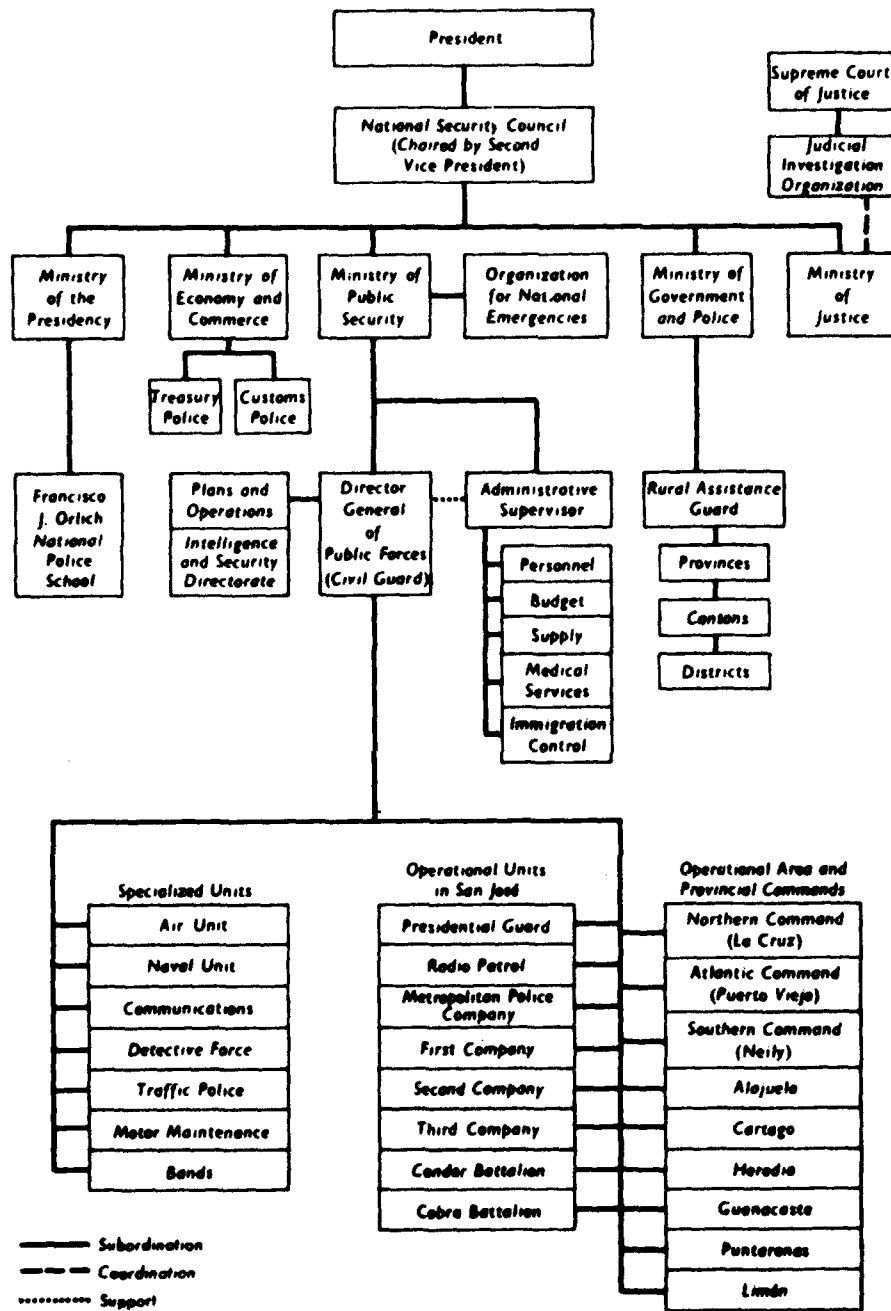 President
National Security Council
(Chaired by Second
Vice President)
Supreme Court
of Justice
Judicial
Investigation
Organization
Ministry
of the
Presidency
Ministry of
Economy and
Commerce
Ministry of
Public
Security
Organization
for National
Emergencies
Ministry of
Government
and Police
Ministry
of
Justice
Treasury
Police
Customs
Police
Francisco
J. Orlich
National
Police
School
Plans and
Operations
Intelligence
and Security
Directorate
Director
General
of
Public Forces
(Civil Guard)
Administrative
Supervisor
Personnel
Budget
Supply
Medical
Services
Immigration
Control
Rural Assistance
Guard
Provinces
Cantons
Districts
Specialized Units
Air Unit
Naval Unit
Communications
Detective Force
Traffic Police
Motor Maintenance
Bands
Operational Units
in San José
Presidential Guard
Radio Patrol
Metropolitan Police
Company
First Company
Second Company
Third Company
Condor Battalion
Cobra Battalion
Operational Area and
Provincial Commands
Northern Command
(La Cruz)
Atlantic Command
(Puerto Viejo)
Southern Command
(Neily)
Alajuela
Cartago
Heredia
Guanacaste
Puntarenas
Limón
Subordination
Coordination
Support